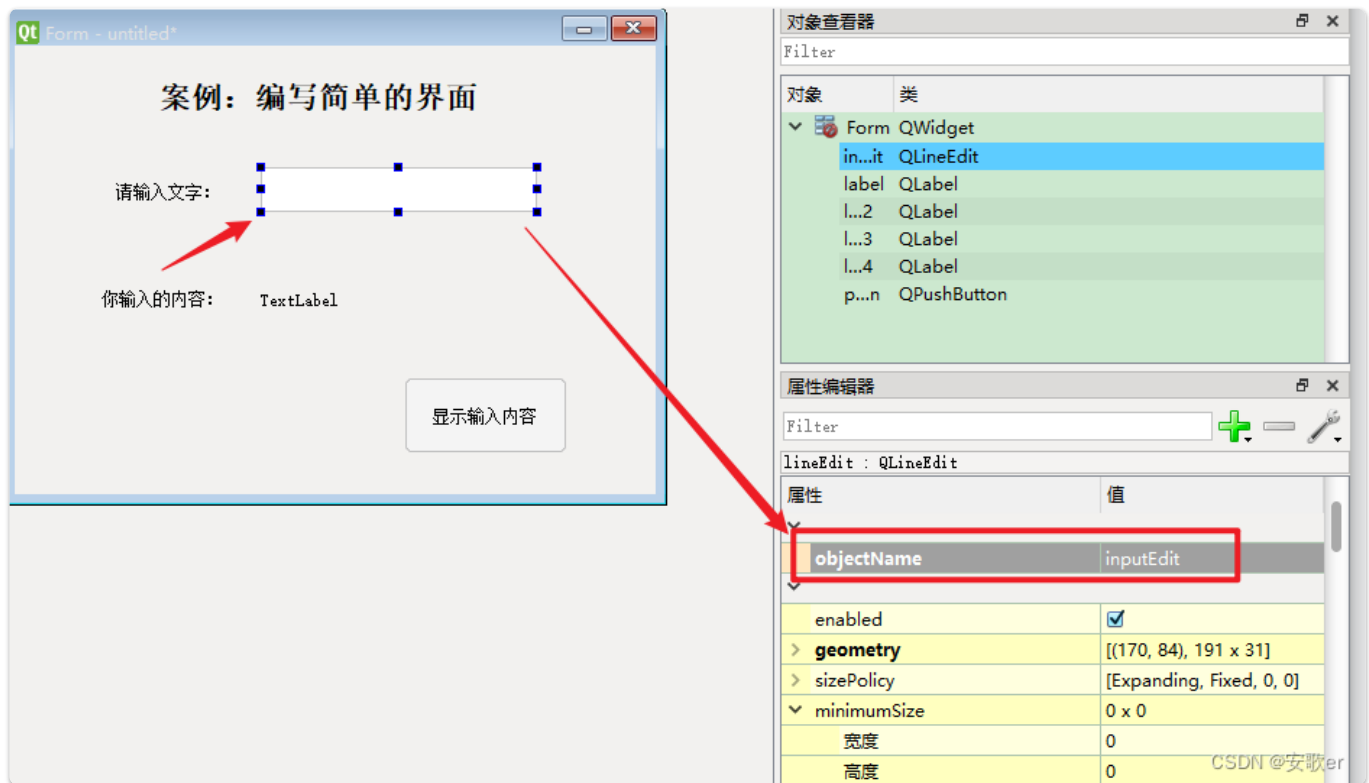 Qt Form - untitled*
案例：编写简单的界面
请输入文字：
你输入的内容： TextLabel
显示输入内容
对象查看器
Filter
对象 类
Form QWidget
in...it QLineEdit
label QLabel
l...2 QLabel
l...3 QLabel
l...4 QLabel
p...n QPushButton
属性编辑器
Filter
lineEdit : QLineEdit
属性 值
objectName inputEdit
enabled
geometry [(170, 84), 191 x 31]
sizePolicy [Expanding, Fixed, 0, 0]
minimumSize 0 x 0
宽度 0
高度 0
CSDN @安歌er